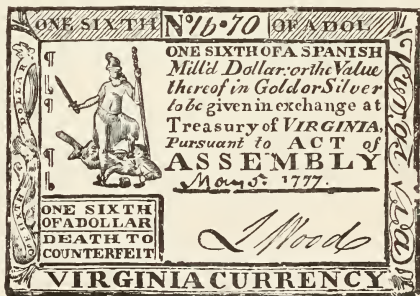 ONE SIXTH
Nº 16.70
OF A DOL.
ONE SIXTH OF A SPANISH
Mill'd Dollar: or the Value
thereof in Gold or Silver
to be given in exchange at
Treasury of VIRGINIA,
Pursuant to ACT of
ASSEMBLY
May 5. 1777.
ONE SIXTH
OF A DOLLAR
DEATH TO
COUNTERFEIT
J Wood
VIRGINIA CURRENCY
DOLLAR
Virginia